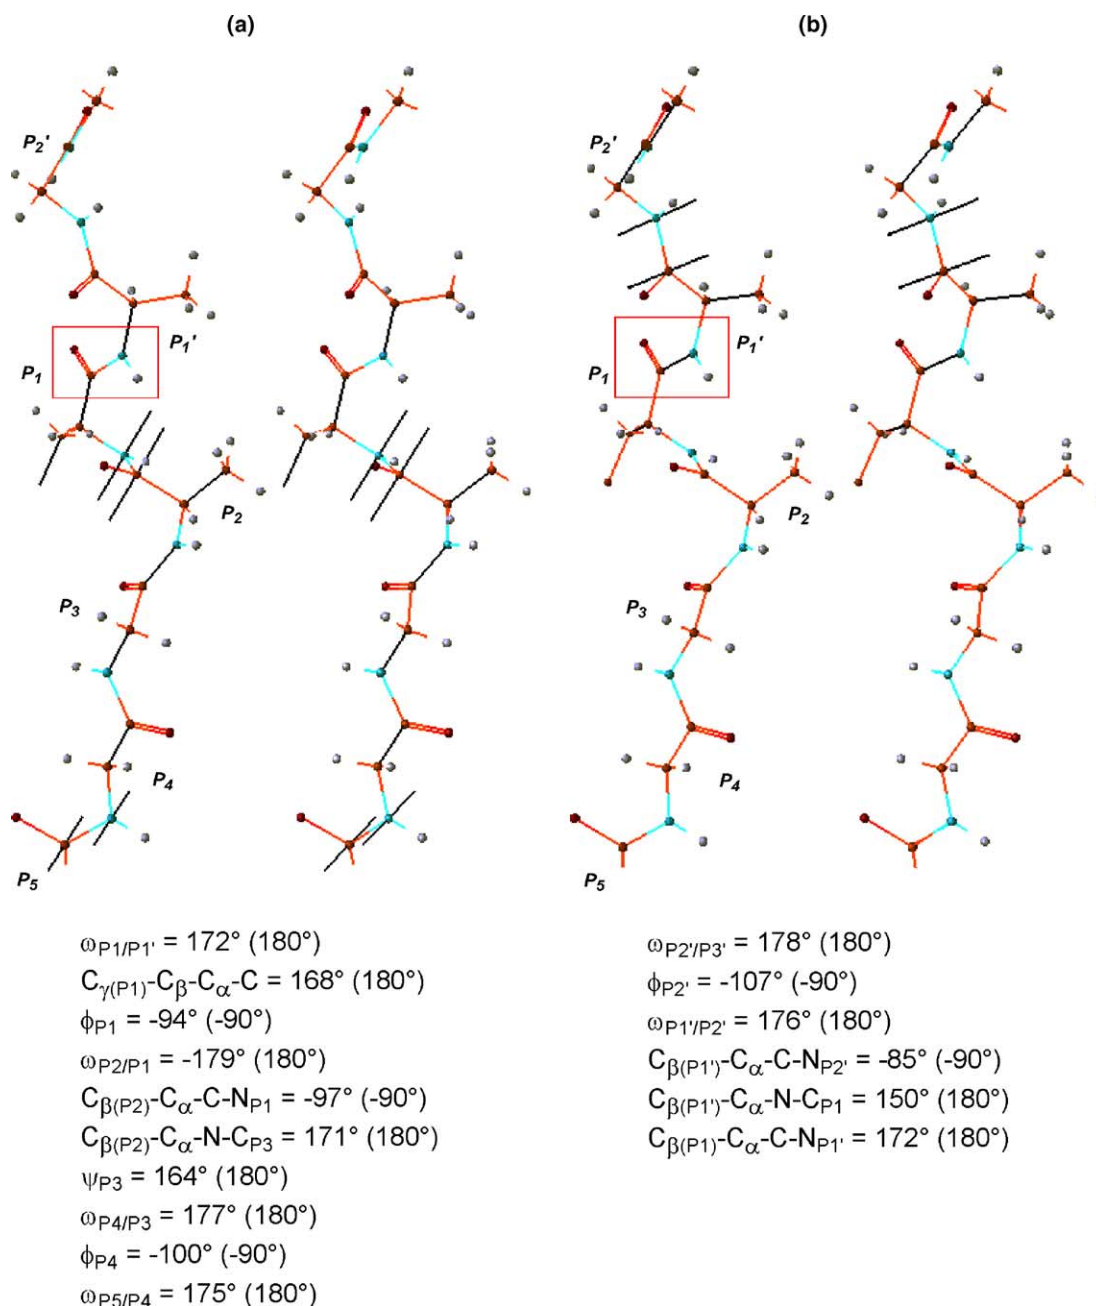 (a)
P2'
P1'
P1
P2
P3
P4
P5
ωP1/P1' = 172° (180°)
Cγ(P1)-Cβ-Cα-C = 168° (180°)
ϕP1 = -94° (-90°)
ωP2/P1 = -179° (180°)
Cβ(P2)-Cα-C-NP1 = -97° (-90°)
Cβ(P2)-Cα-N-CP3 = 171° (180°)
ψP3 = 164° (180°)
ωP4/P3 = 177° (180°)
ϕP4 = -100° (-90°)
ωP5/P4 = 175° (180°)
(b)
P2'
P1'
P1
P2
P3
P4
P5
ωP2'/P3' = 178° (180°)
ϕP2' = -107° (-90°)
ωP1'/P2' = 176° (180°)
Cβ(P1')-Cα-C-NP2' = -85° (-90°)
Cβ(P1')-Cα-N-CP1 = 150° (180°)
Cβ(P1)-Cα-C-NP1' = 172° (180°)